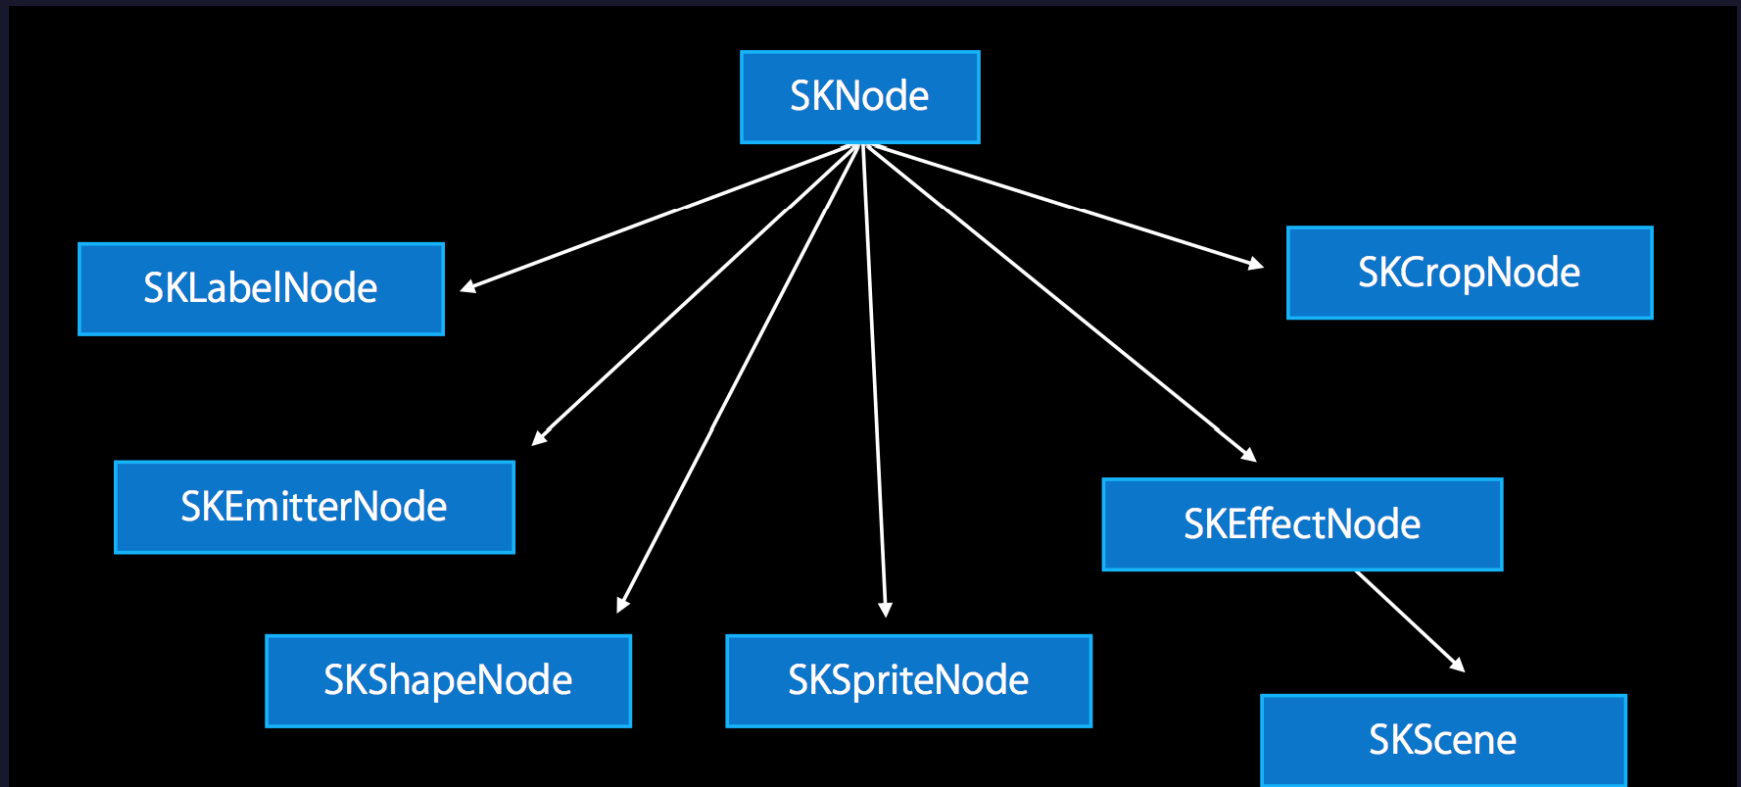 SKNode
SKLabelNode
SKCropNode
SKEmitterNode
SKEffectNode
SKShapeNode
SKSpriteNode
SKScene